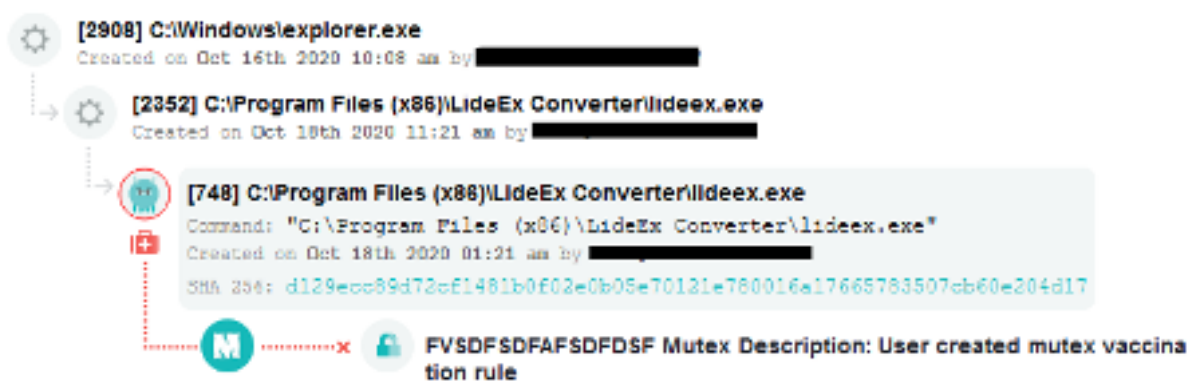 [2908] C:\Windows\explorer.exe
Created on Oct 16th 2020 10:08 am by
[2352] C:\Program Files (x86)\LideEx Converter\lideex.exe
Created on Oct 18th 2020 11:21 am by
[748] C:\Program Files (x86)\LideEx Converter\lideex.exe
Command: "C:\Program Files (x86)\LideEx Converter\lideex.exe"
Created on Oct 18th 2020 01:21 am by
SHA 256: d129ecc89d72cf1481b0f02e0b05e70121e780016a17665783507cb60e204d17
M
FVSDFSDFAFSDFDSF Mutex Description: User created mutex vaccina
tion rule